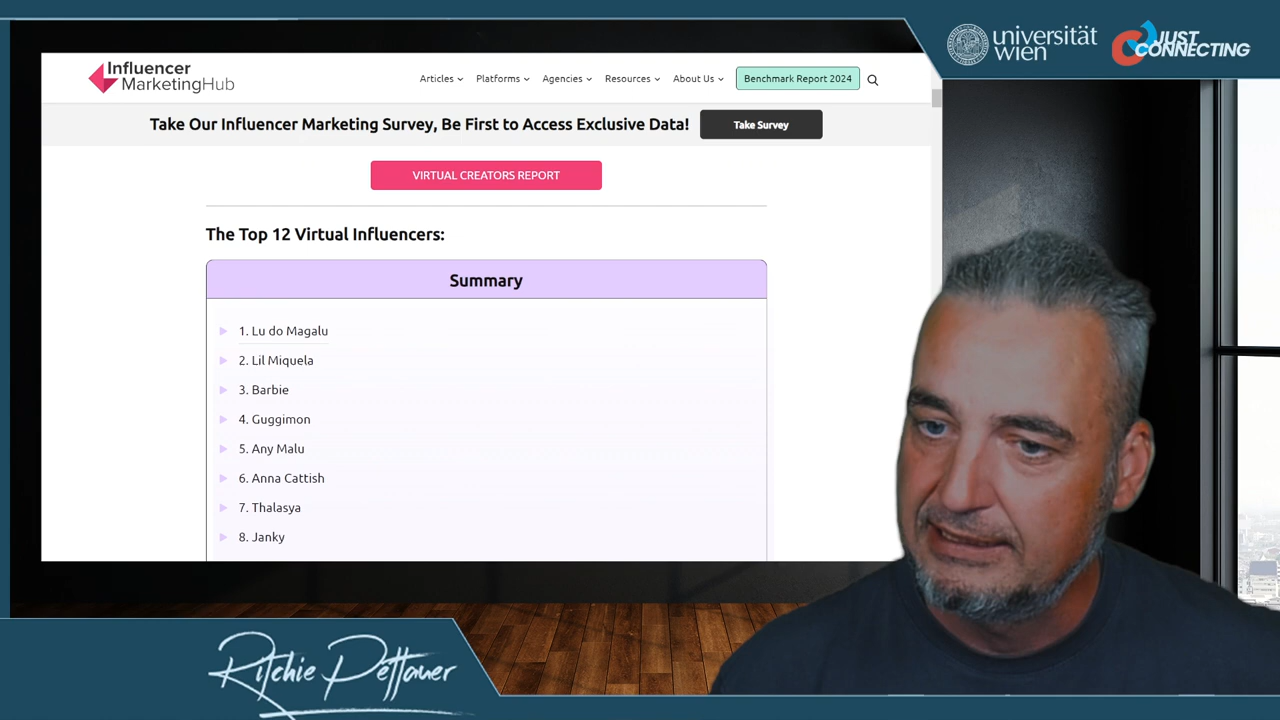 Influencer
MarketingHub
Articles Platforms Agencies Resources About Us Benchmark Report 2024
Take Our Influencer Marketing Survey, Be First to Access Exclusive Data! Take Survey
VIRTUAL CREATORS REPORT
The Top 12 Virtual Influencers:
Summary
1. Lu do Magalu
2. Lil Miquela
3. Barbie
4. Guggimon
5. Any Malu
6. Anna Cattish
7. Thalasya
8. Janky
universität
wien
JUST
CONNECTING
Ritchie Pettauer